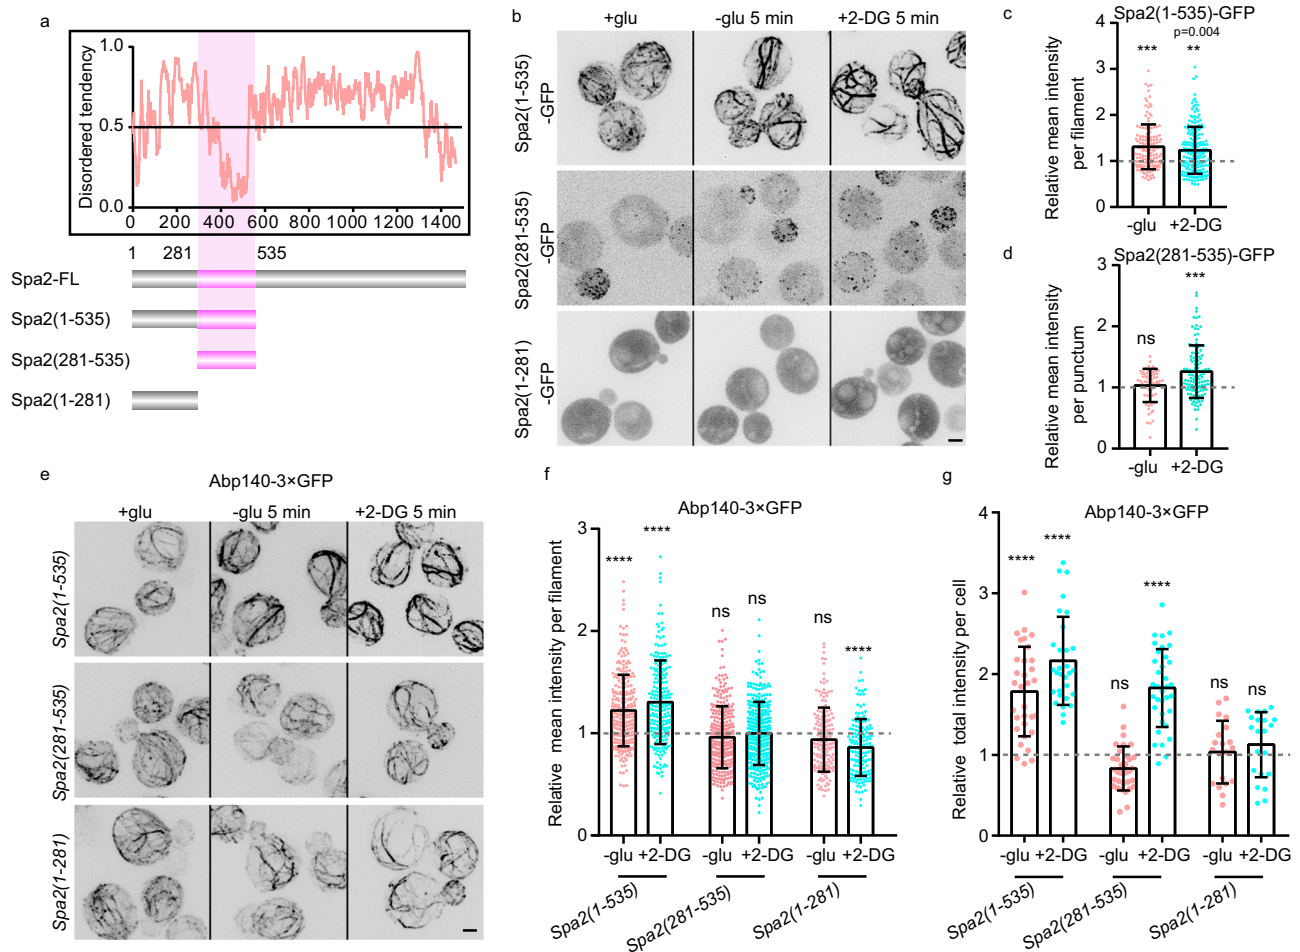 a
Disordered tendency
1.0
0.5
0.0
0 200 400 600 800 1000 1200 1400
1 281 535
Spa2-FL
Spa2(1-535)
Spa2(281-535)
Spa2(1-281)
b
+glu -glu 5 min +2-DG 5 min
Spa2(1-535)
-GFP
Spa2(281-535)
-GFP
Spa2(1-281)
-GFP
c
Spa2(1-535)-GFP
p=0.004
*** **
Relative mean intensity
per filament
4
3
2
1
0
-glu +2-DG
d
Spa2(281-535)-GFP
***
ns
Relative mean intensity
per punctum
3
2
1
0
-glu +2-DG
e
Abp140-3×GFP
+glu -glu 5 min +2-DG 5 min
Spa2(1-535)
Spa2(281-535)
Spa2(1-281)
f
Abp140-3×GFP
Relative mean intensity per filament
3
2
1
0
**** **** ns ns ns ****
-glu +2-DG -glu +2-DG -glu +2-DG
Spa2(1-535) Spa2(281-535) Spa2(1-281)
g
Abp140-3×GFP
Relative total intensity per cell
4
3
2
1
0
**** **** ns **** ns ns
-glu +2-DG -glu +2-DG -glu +2-DG
Spa2(1-535) Spa2(281-535) Spa2(1-281)